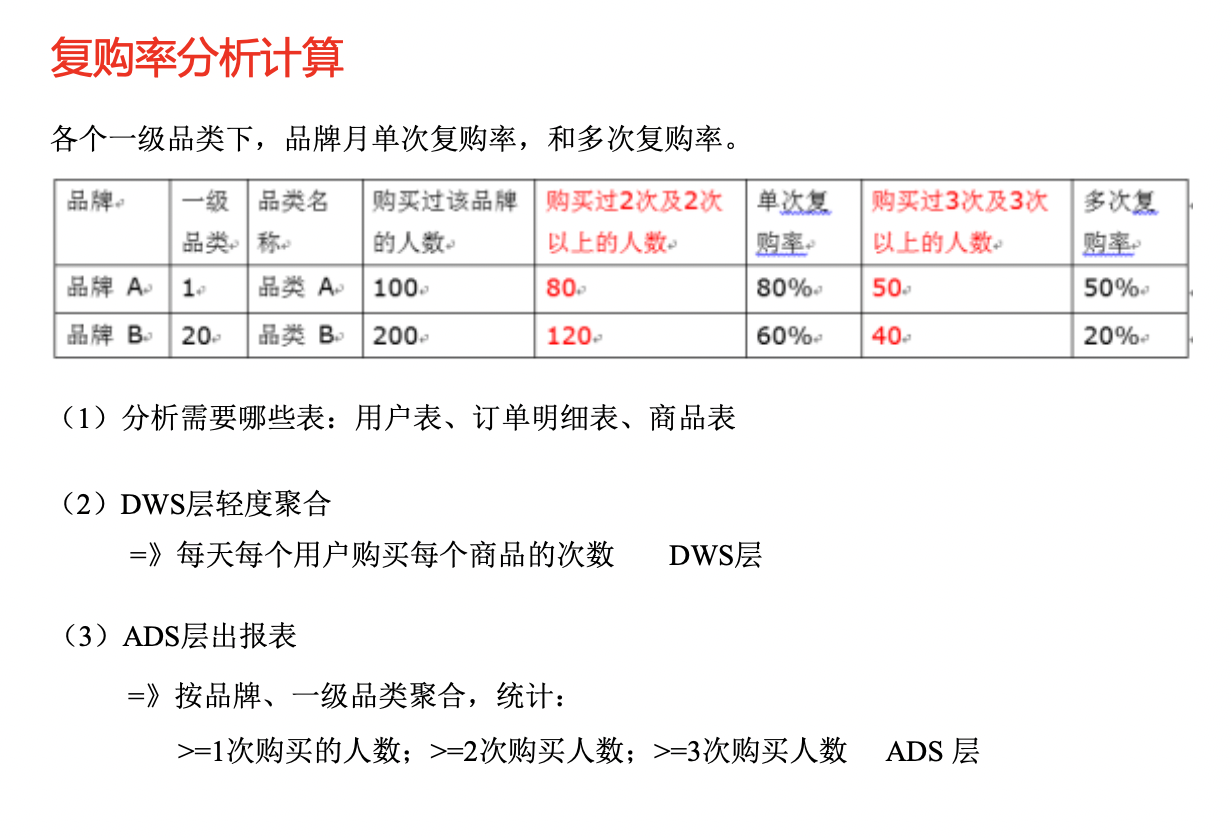 复购率分析计算
各个一级品类下，品牌月单次复购率，和多次复购率。
品牌 一级品类 品类名称 购买过该品牌的人数 购买过2次及2次以上的人数 单次复购率 购买过3次及3次以上的人数 多次复购率
品牌 A 1 品类 A 100 80 80% 50 50%
品牌 B 20 品类 B 200 120 60% 40 20%
（1）分析需要哪些表：用户表、订单明细表、商品表
（2）DWS层轻度聚合
=》每天每个用户购买每个商品的次数 DWS层
（3）ADS层出报表
=》按品牌、一级品类聚合，统计：
>=1次购买的人数；>=2次购买人数；>=3次购买人数 ADS 层